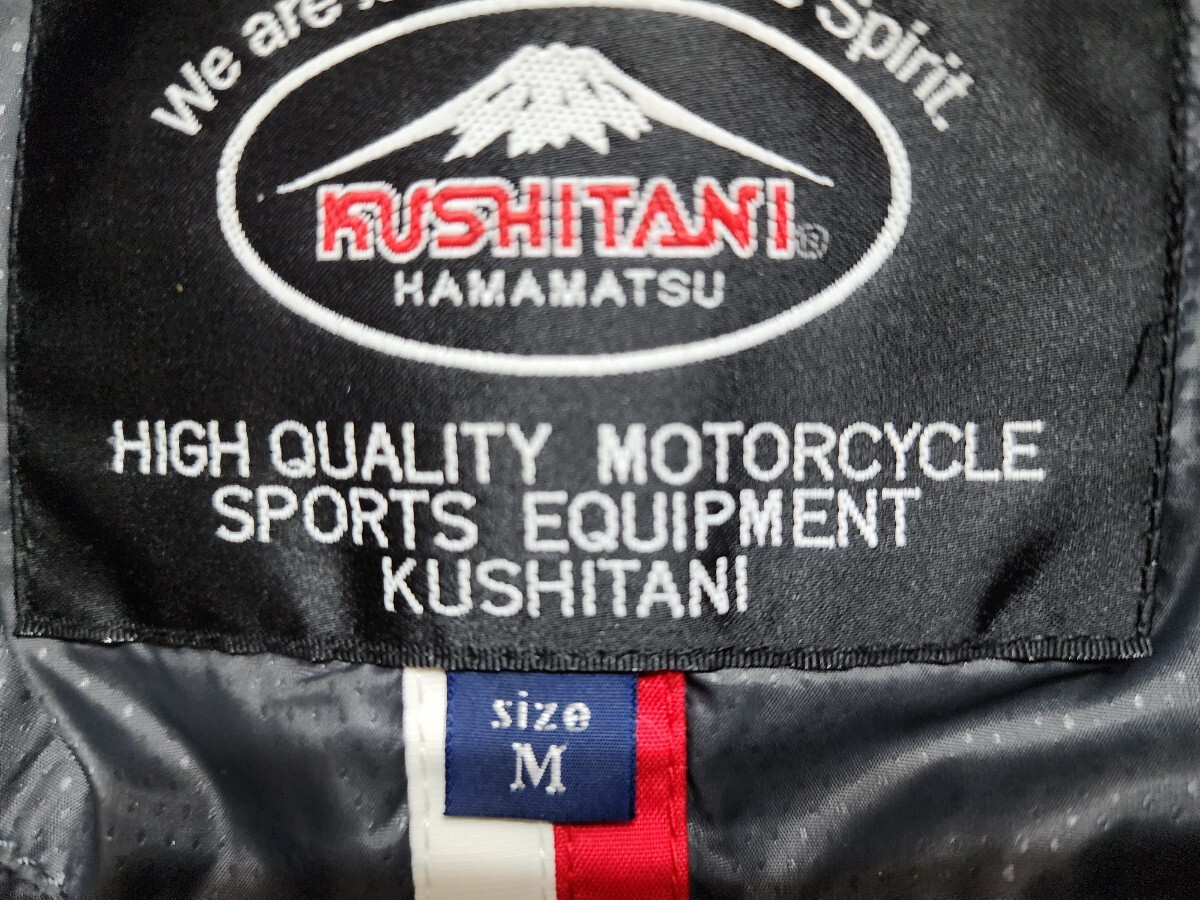 We are Spirit.
KUSHITANI®
HAMAMATSU
HIGH QUALITY MOTORCYCLE
SPORTS EQUIPMENT
KUSHITANI
size
M